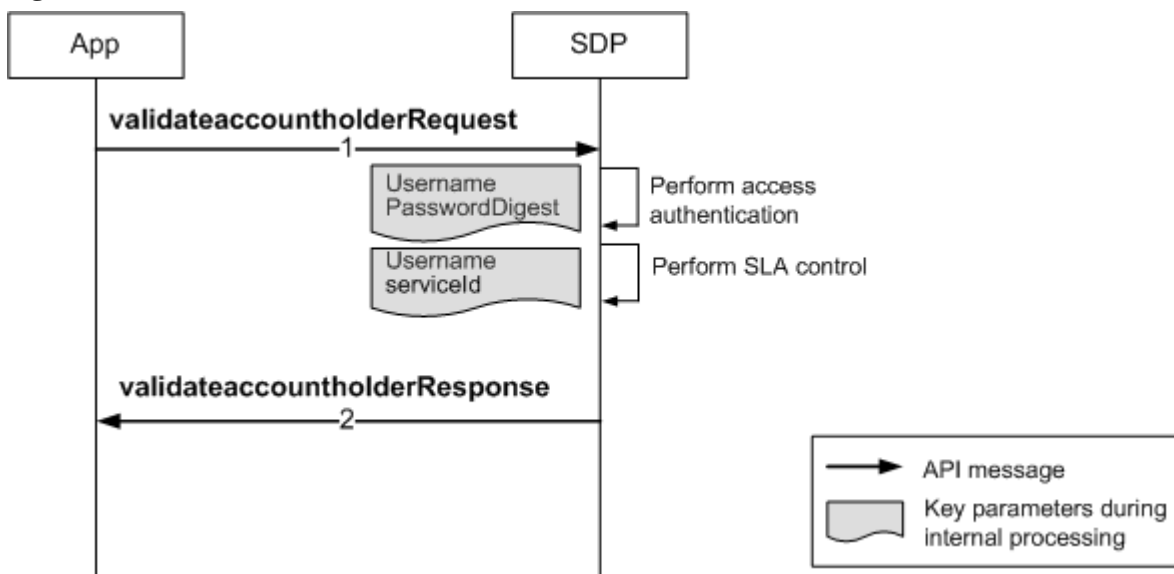 App
SDP
validateaccountholderRequest
1
Username
PasswordDigest
Perform access
authentication
Username
serviceId
Perform SLA control
validateaccountholderResponse
2
API message
Key parameters during
internal processing